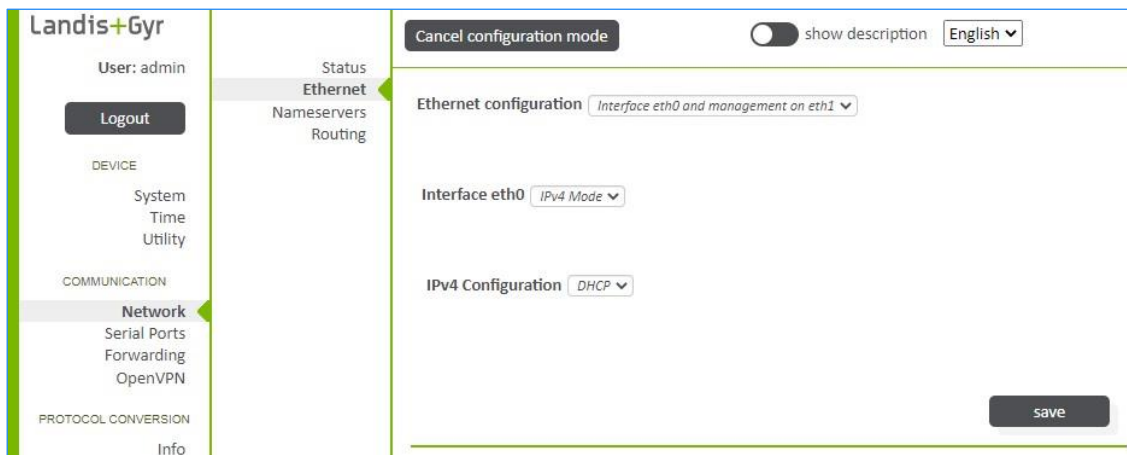 Landis+Gyr
User: admin
Logout
DEVICE
System
Time
Utility
COMMUNICATION
Network
Serial Ports
Forwarding
OpenVPN
PROTOCOL CONVERSION
Info
Status
Ethernet
Nameservers
Routing
Cancel configuration mode
show description
English
Ethernet configuration Interface eth0 and management on eth1
Interface eth0 IPv4 Mode
IPv4 Configuration DHCP
save